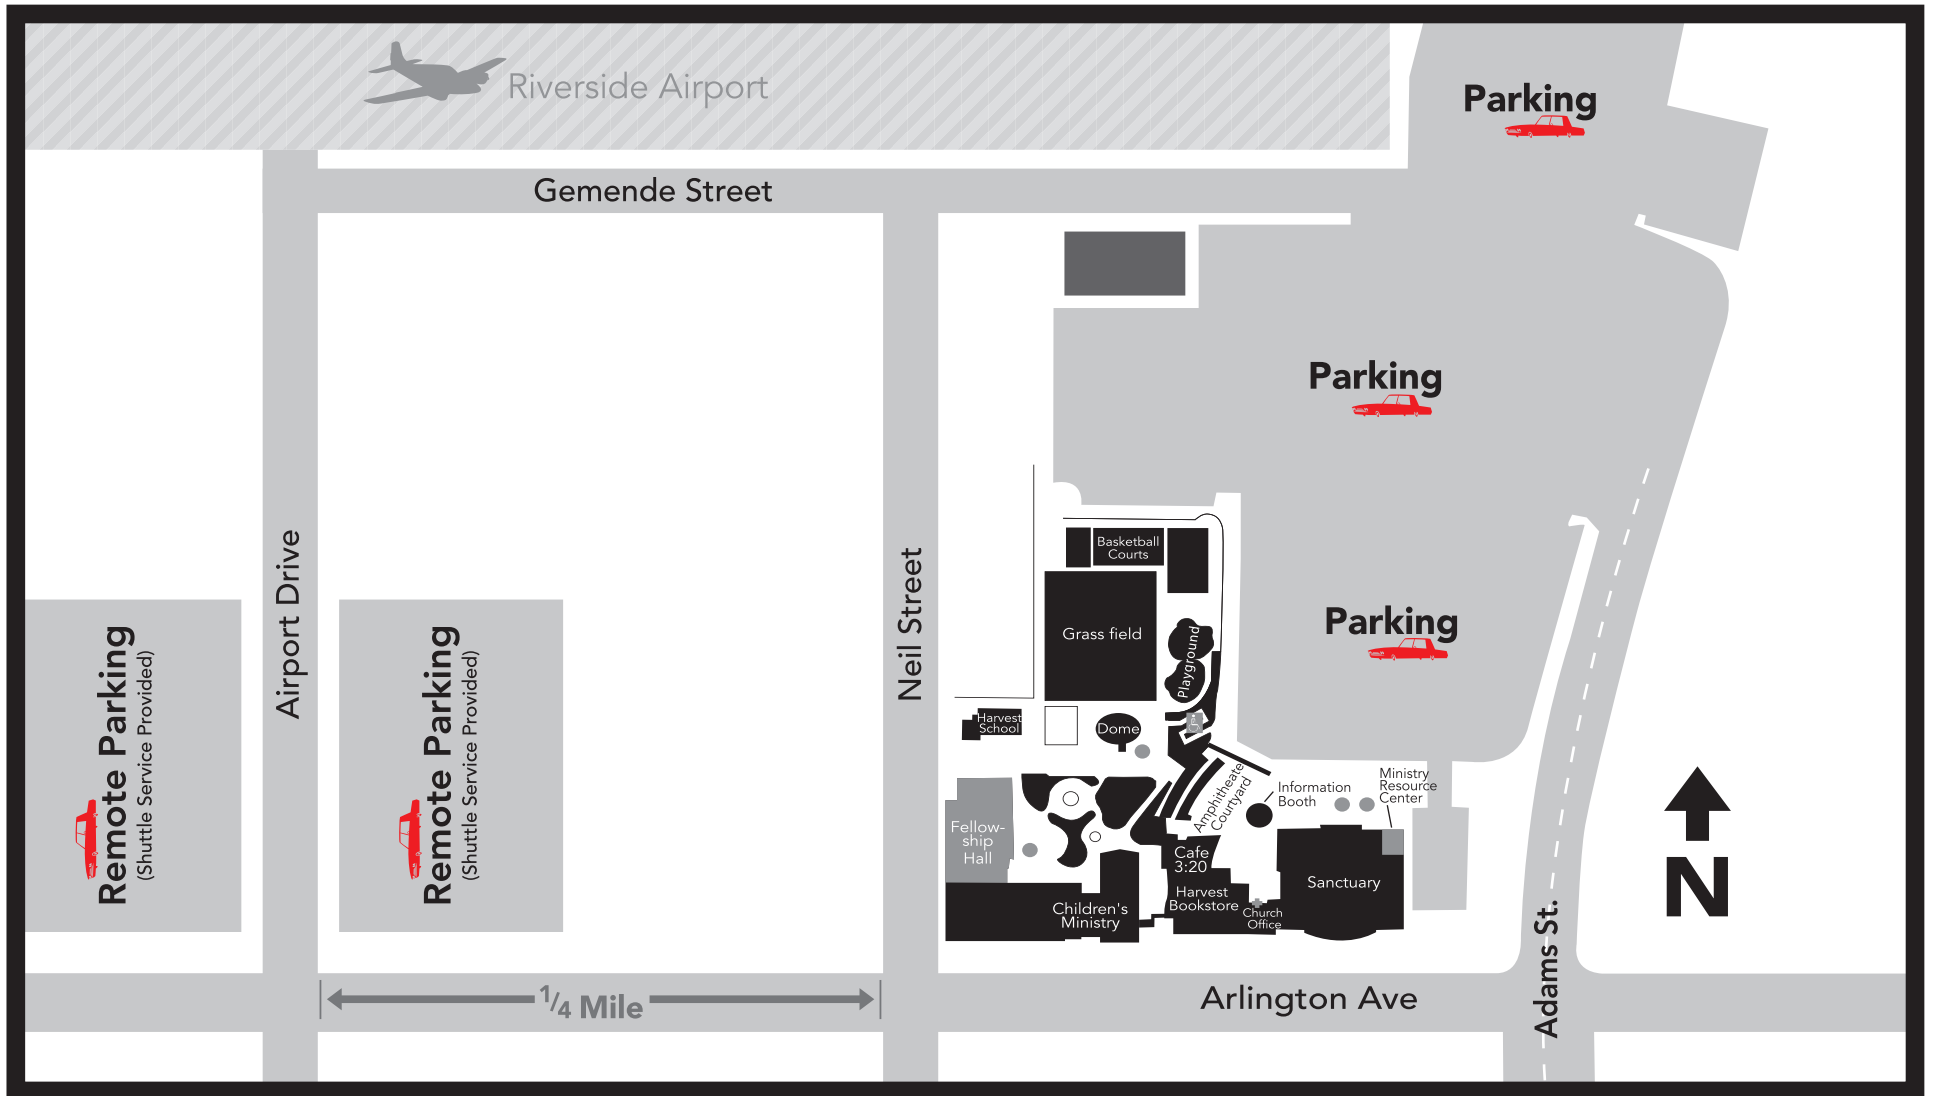 Riverside Airport
Parking
Gemende Street
Parking
Basketball
Courts
Parking
Grass field
Playground
Airport Drive
Neil Street
Remote Parking
(Shuttle Service Provided)
Remote Parking
(Shuttle Service Provided)
Harvest
School
Dome
Amphitheate
Courtyard
Information
Booth
Ministry
Resource
Center
Fellow-
ship
Hall
Cafe
3:20
Harvest
Bookstore
Church
Office
Sanctuary
Children's
Ministry
N
Adams St.
1/4 Mile
Arlington Ave